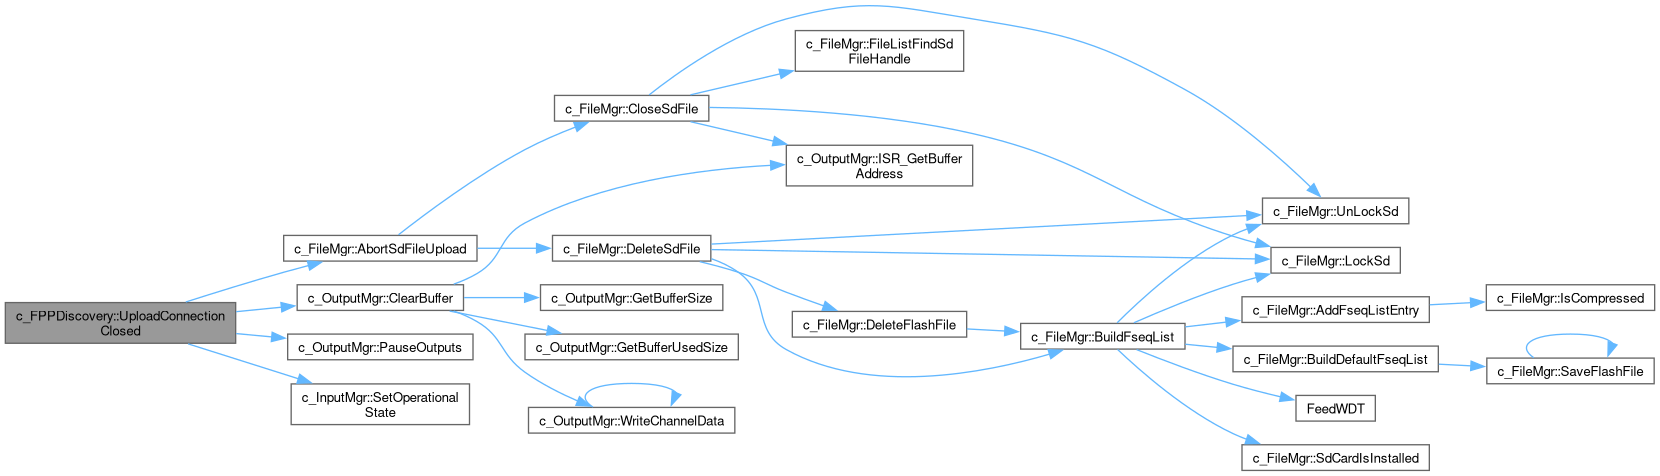 c_FPPDiscovery::UploadConnection
Closed
c_FileMgr::AbortSdFileUpload
c_OutputMgr::ClearBuffer
c_OutputMgr::PauseOutputs
c_InputMgr::SetOperational
State
c_FileMgr::CloseSdFile
c_FileMgr::DeleteSdFile
c_OutputMgr::GetBufferSize
c_OutputMgr::GetBufferUsedSize
c_OutputMgr::WriteChannelData
c_FileMgr::FileListFindSd
FileHandle
c_OutputMgr::ISR_GetBuffer
Address
c_FileMgr::DeleteFlashFile
c_FileMgr::BuildFseqList
c_FileMgr::UnLockSd
c_FileMgr::LockSd
c_FileMgr::AddFseqListEntry
c_FileMgr::BuildDefaultFseqList
FeedWDT
c_FileMgr::SdCardIsInstalled
c_FileMgr::IsCompressed
c_FileMgr::SaveFlashFile